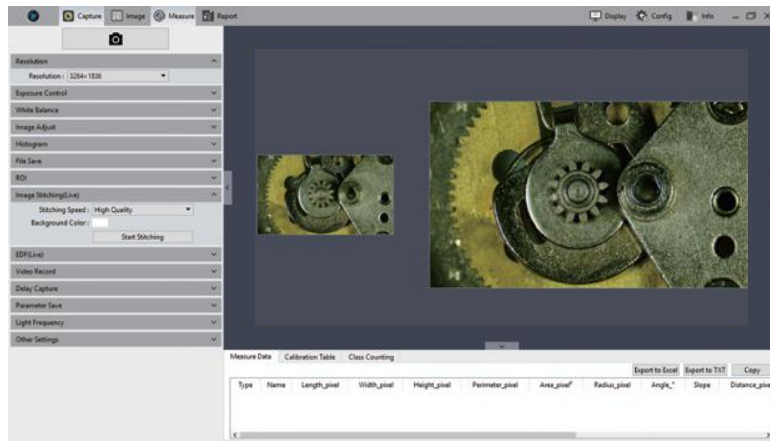 Capture Image Measure Report Display Config Info
Resolution
Resolution : 3264×1836
Exposure Control
White Balance
Image Adjust
Histogram
File Save
ROI
Image Stitching(Live)
Stitching Speed : High Quality
Background Color :
Start Stitching
EDF(Live)
Video Record
Delay Capture
Parameter Save
Light Frequency
Other Settings
Measure Data Calibration Table Class Counting
Export to Excel Export to TXT Copy
Type Name Length_pixel Width_pixel Height_pixel Perimeter_pixel Area_pixel² Radius_pixel Angle_° Slope Distance_pixe